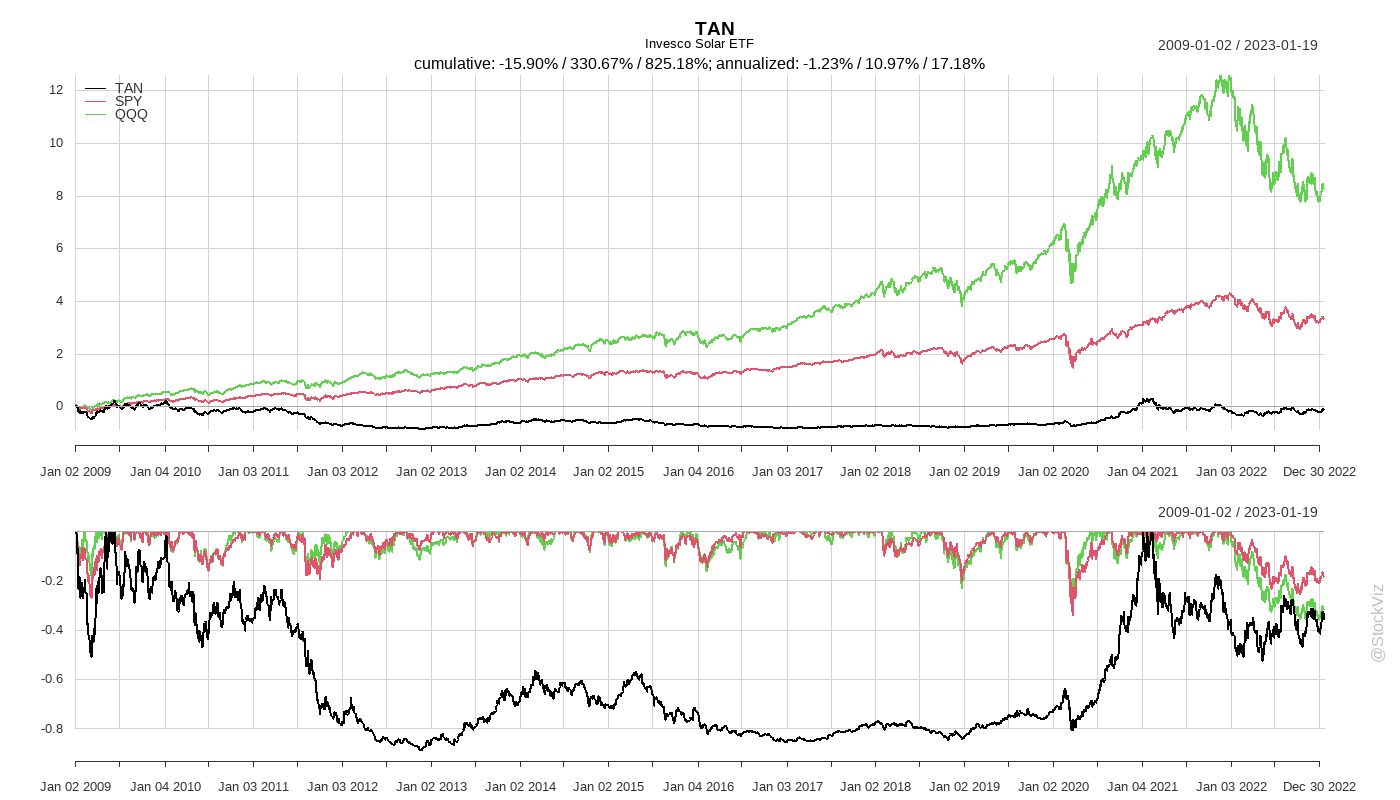 TAN
Invesco Solar ETF
2009-01-02 / 2023-01-19
cumulative: -15.90% / 330.67% / 825.18%; annualized: -1.23% / 10.97% / 17.18%
TAN
SPY
QQQ
12
10
8
6
4
2
0
Jan 02 2009 Jan 04 2010 Jan 03 2011 Jan 03 2012 Jan 02 2013 Jan 02 2014 Jan 02 2015 Jan 04 2016 Jan 03 2017 Jan 02 2018 Jan 02 2019 Jan 02 2020 Jan 04 2021 Jan 03 2022 Dec 30 2022
2009-01-02 / 2023-01-19
-0.2
-0.4
-0.6
-0.8
Jan 02 2009 Jan 04 2010 Jan 03 2011 Jan 03 2012 Jan 02 2013 Jan 02 2014 Jan 02 2015 Jan 04 2016 Jan 03 2017 Jan 02 2018 Jan 02 2019 Jan 02 2020 Jan 04 2021 Jan 03 2022 Dec 30 2022
@StockViz